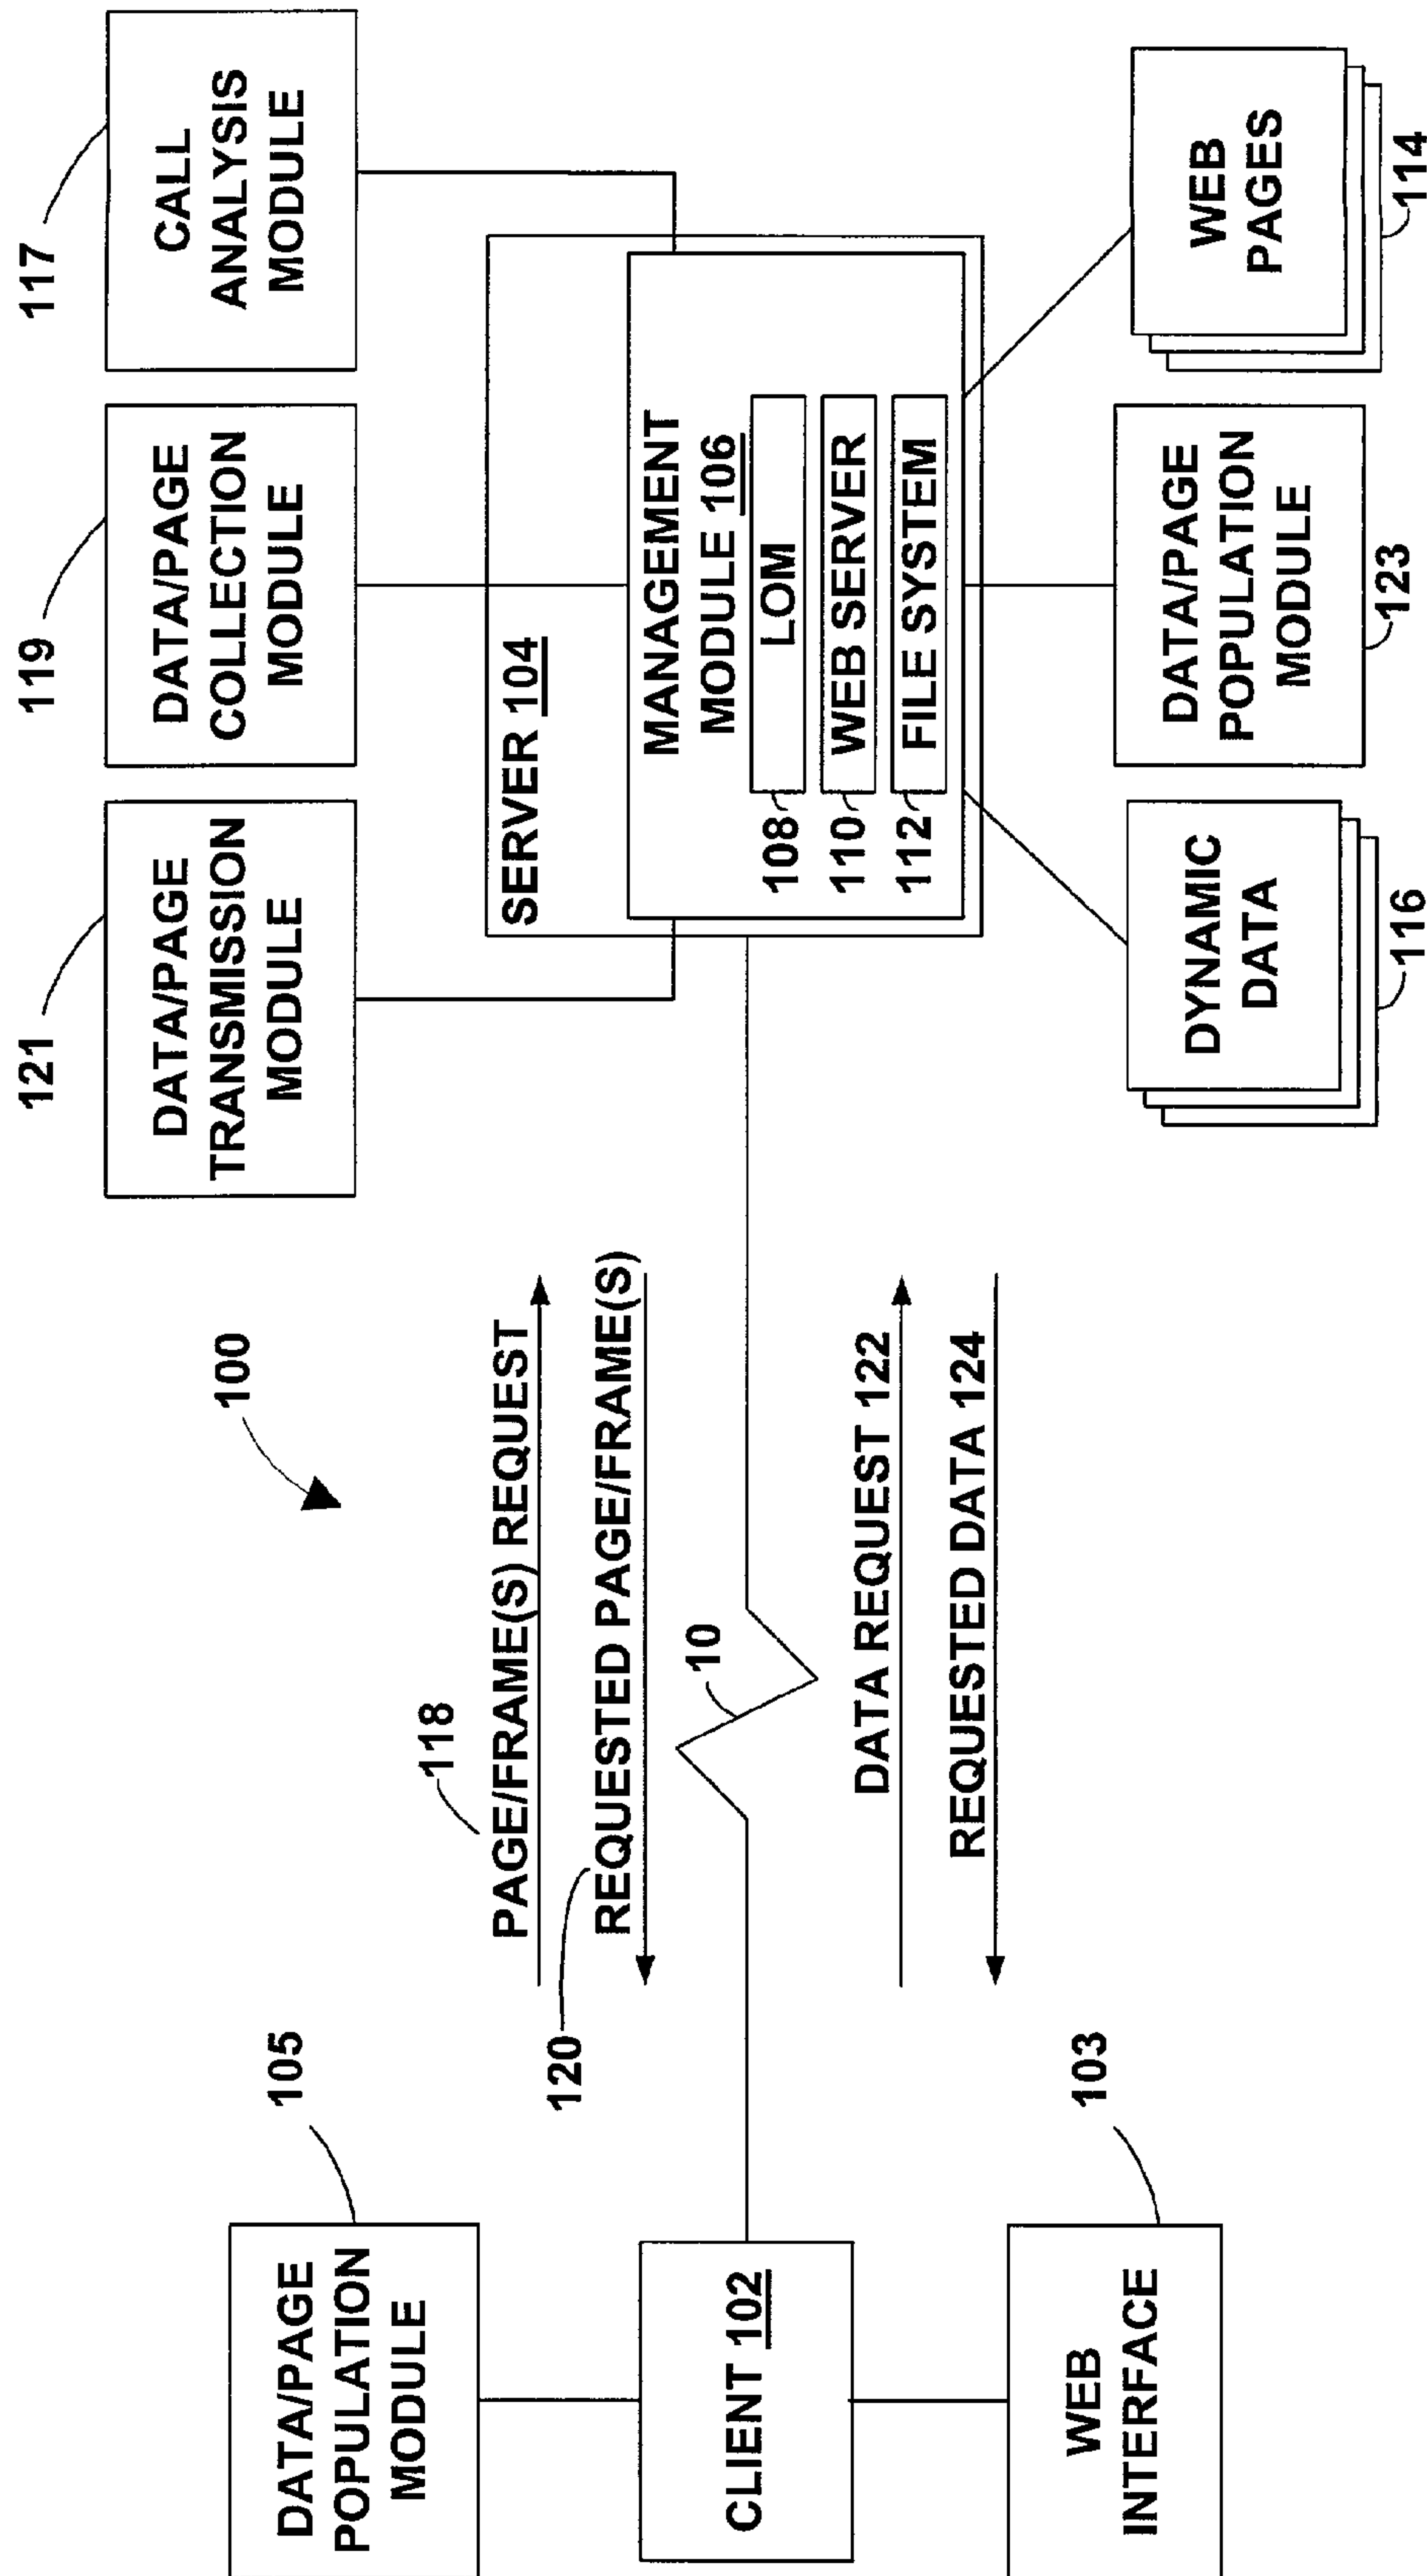 100
105
DATA/PAGE
POPULATION
MODULE
CLIENT 102
103
WEB
INTERFACE
118
PAGE/FRAME(S) REQUEST
120
REQUESTED PAGE/FRAME(S)
10
DATA REQUEST 122
REQUESTED DATA 124
121
DATA/PAGE
TRANSMISSION
MODULE
119
DATA/PAGE
COLLECTION
MODULE
117
CALL
ANALYSIS
MODULE
SERVER 104
MANAGEMENT
MODULE 106
108
LOM
110
WEB SERVER
112
FILE SYSTEM
DYNAMIC
DATA
116
DATA/PAGE
POPULATION
MODULE
123
WEB
PAGES
114